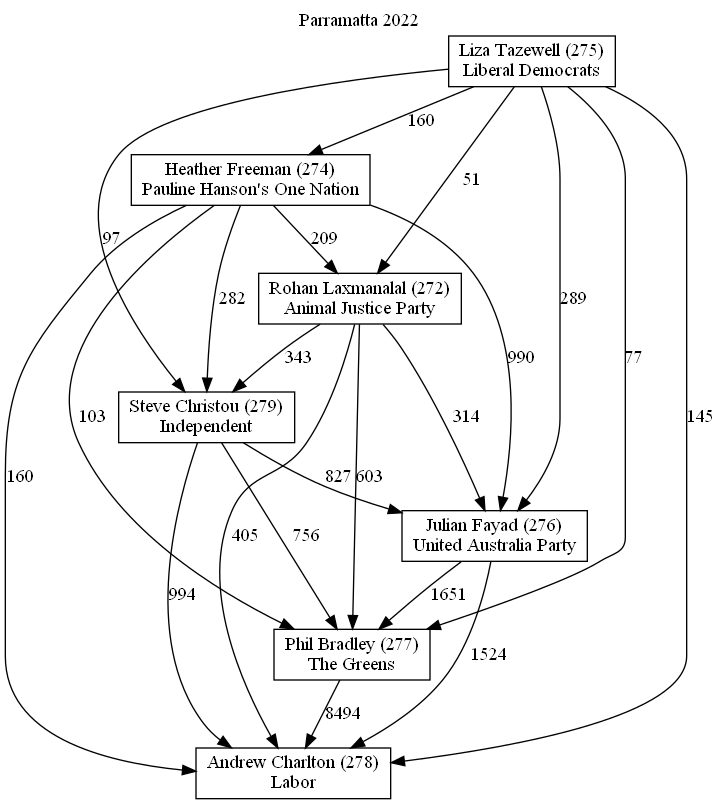 Parramatta 2022
Liza Tazewell (275)
Liberal Democrats
160
Heather Freeman (274)
Pauline Hanson's One Nation
51
97
209
Rohan Laxmanalal (272)
Animal Justice Party
282
289
990
343
77
Steve Christou (279)
Independent
103
314
145
160
827
603
405
756
Julian Fayad (276)
United Australia Party
994
1651
Phil Bradley (277)
The Greens
1524
8494
Andrew Charlton (278)
Labor